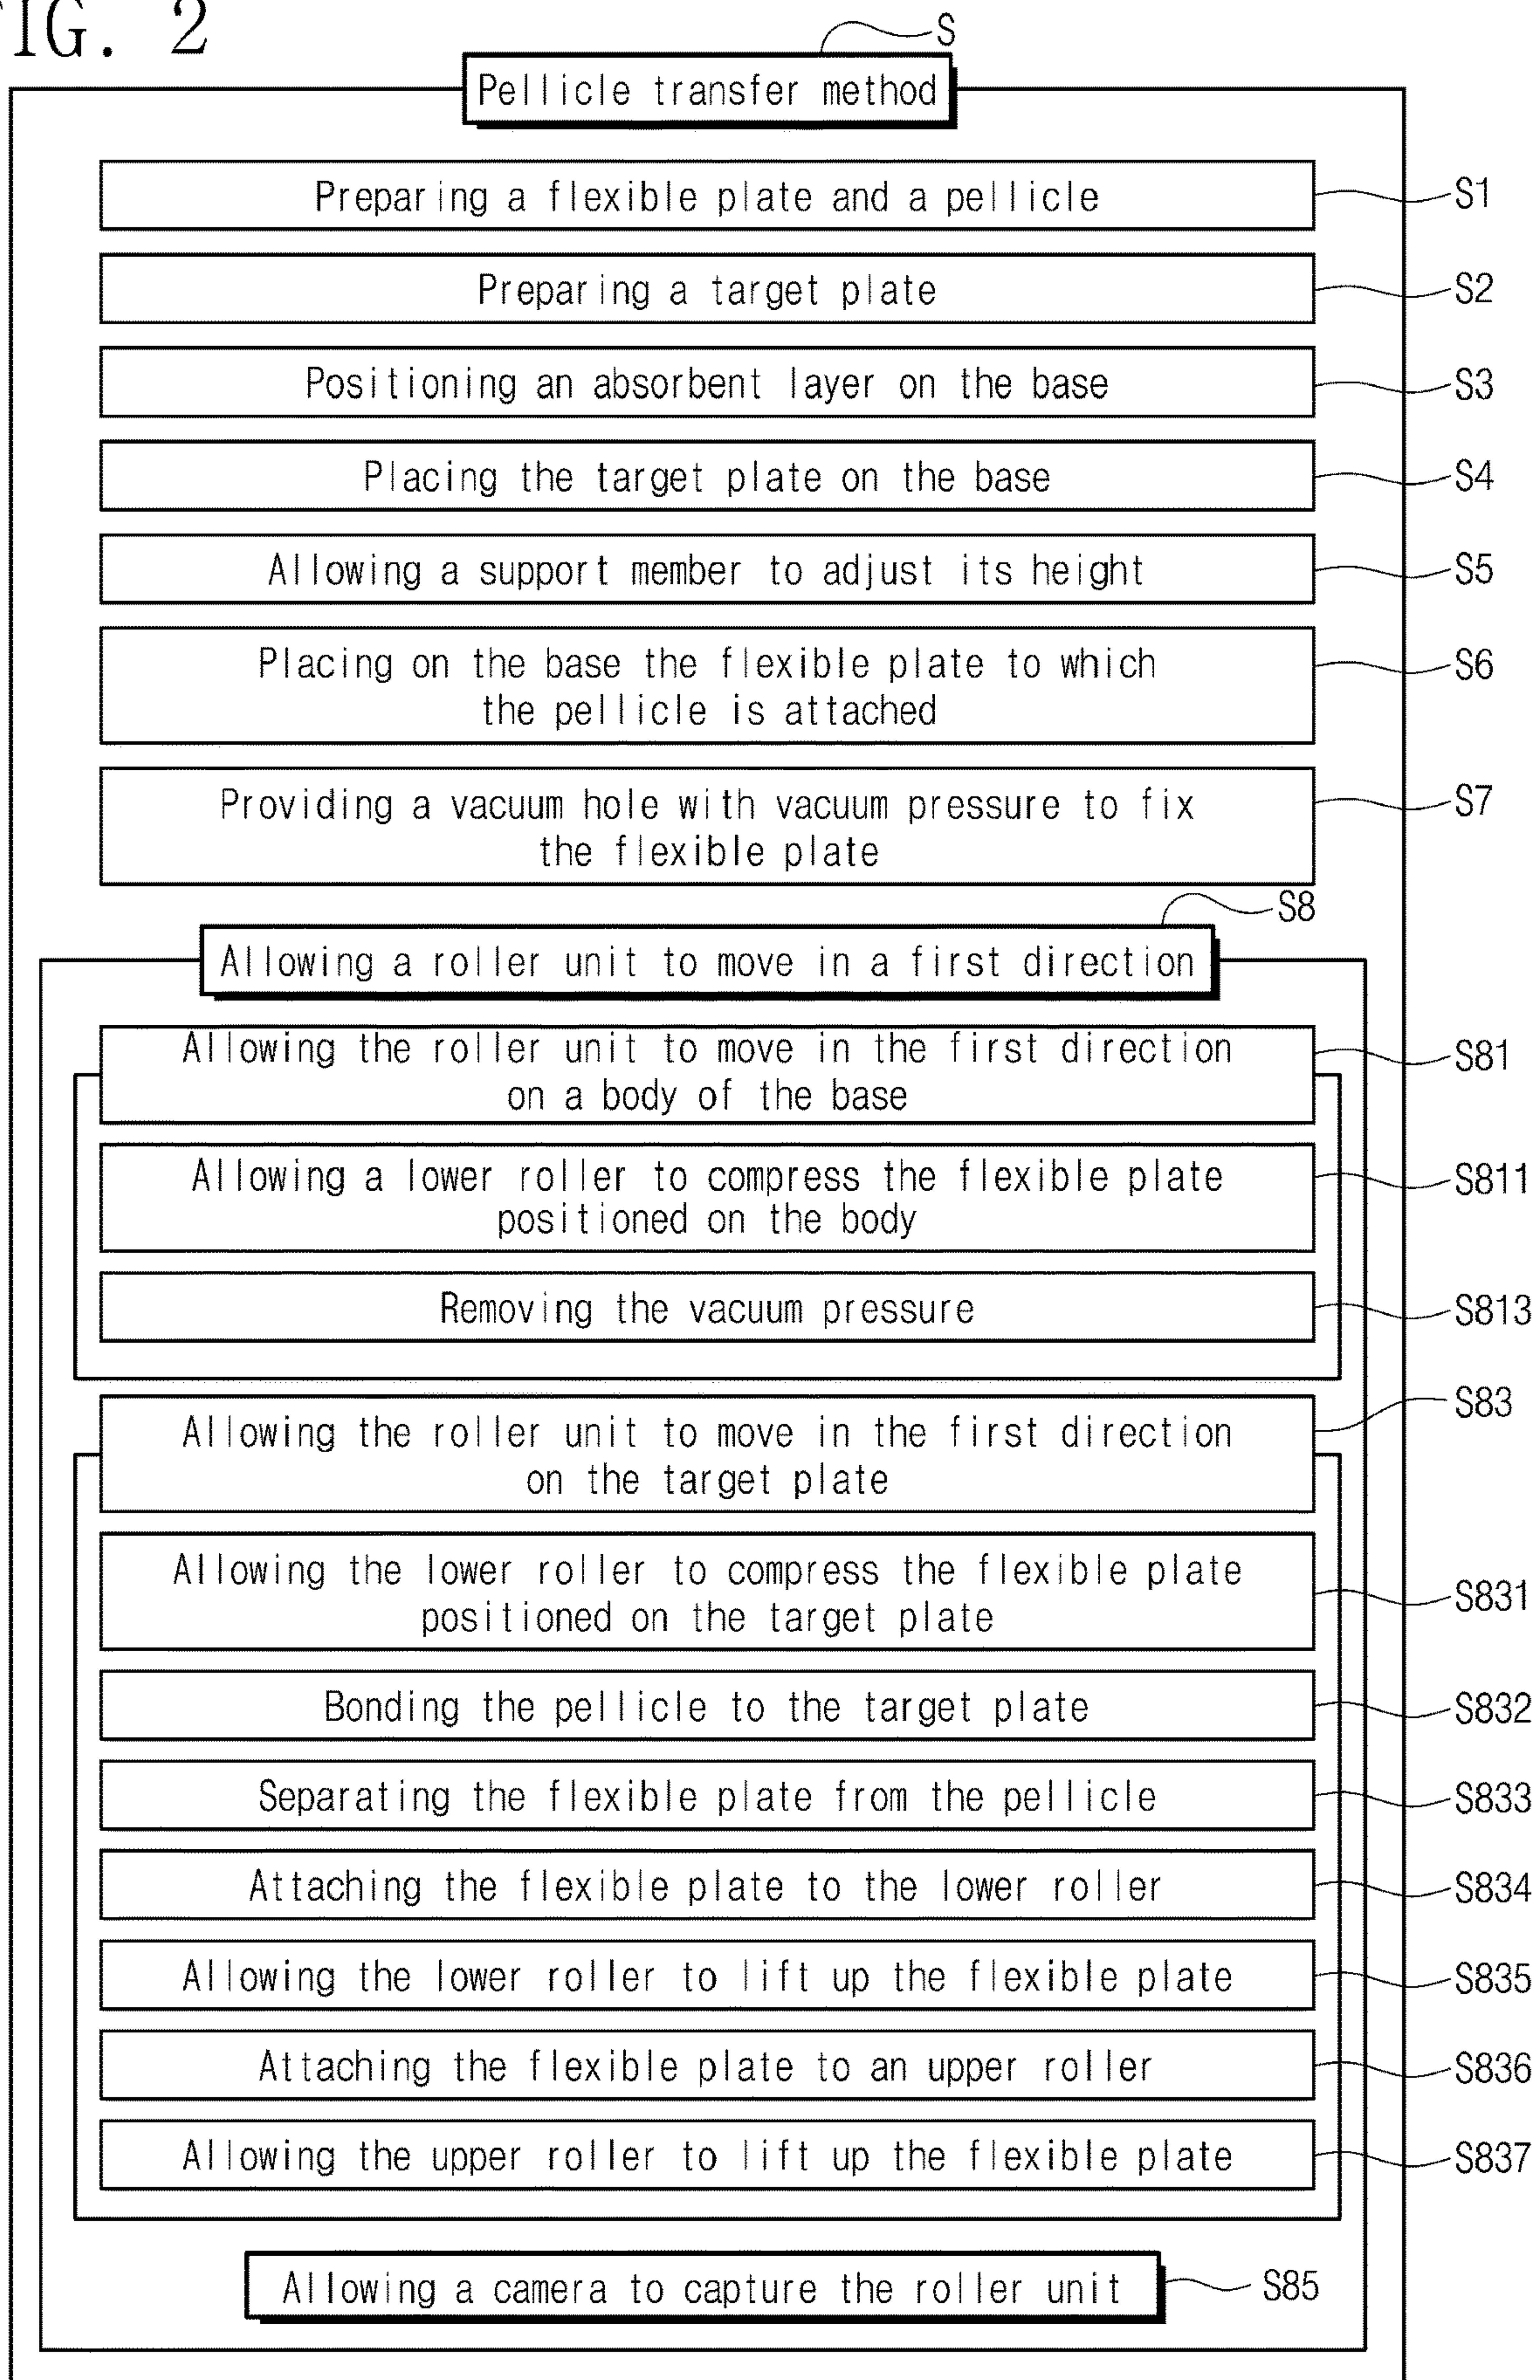 FIG. 2
S
Pellicle transfer method
Preparing a flexible plate and a pellicle
S1
Preparing a target plate
S2
Positioning an absorbent layer on the base
S3
Placing the target plate on the base
S4
Allowing a support member to adjust its height
S5
Placing on the base the flexible plate to which
the pellicle is attached
S6
Providing a vacuum hole with vacuum pressure to fix
the flexible plate
S7
S8
Allowing a roller unit to move in a first direction
Allowing the roller unit to move in the first direction
on a body of the base
S81
Allowing a lower roller to compress the flexible plate
positioned on the body
S811
Removing the vacuum pressure
S813
Allowing the roller unit to move in the first direction
on the target plate
S83
Allowing the lower roller to compress the flexible plate
positioned on the target plate
S831
Bonding the pellicle to the target plate
S832
Separating the flexible plate from the pellicle
S833
Attaching the flexible plate to the lower roller
S834
Allowing the lower roller to lift up the flexible plate
S835
Attaching the flexible plate to an upper roller
S836
Allowing the upper roller to lift up the flexible plate
S837
Allowing a camera to capture the roller unit
S85